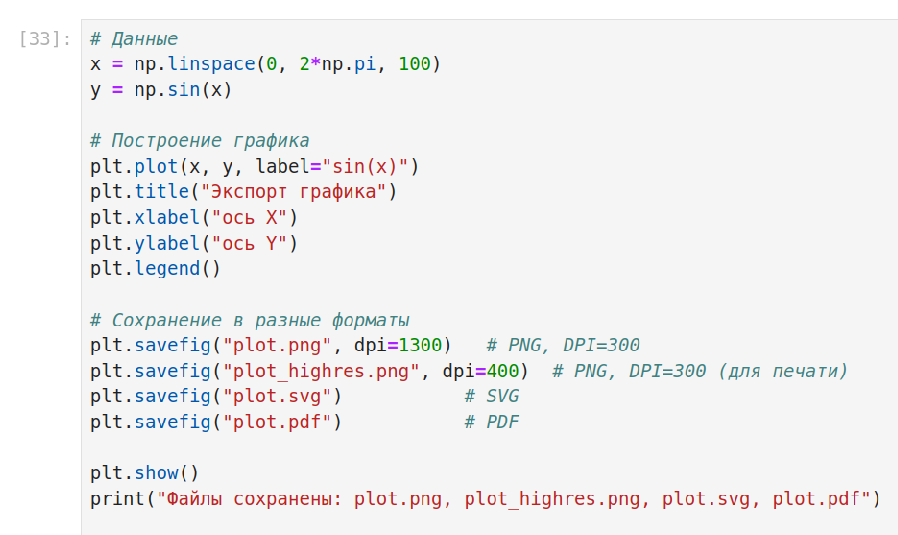 [33]:
# Данные
x = np.linspace(0, 2*np.pi, 100)
y = np.sin(x)
# Построение графика
plt.plot(x, y, label="sin(x)")
plt.title("Экспорт графика")
plt.xlabel("ось X")
plt.ylabel("ось Y")
plt.legend()
# Сохранение в разные форматы
plt.savefig("plot.png", dpi=1300)   # PNG, DPI=300
plt.savefig("plot_highres.png", dpi=400)  # PNG, DPI=300 (для печати)
plt.savefig("plot.svg")           # SVG
plt.savefig("plot.pdf")           # PDF
plt.show()
print("Файлы сохранены: plot.png, plot_highres.png, plot.svg, plot.pdf")